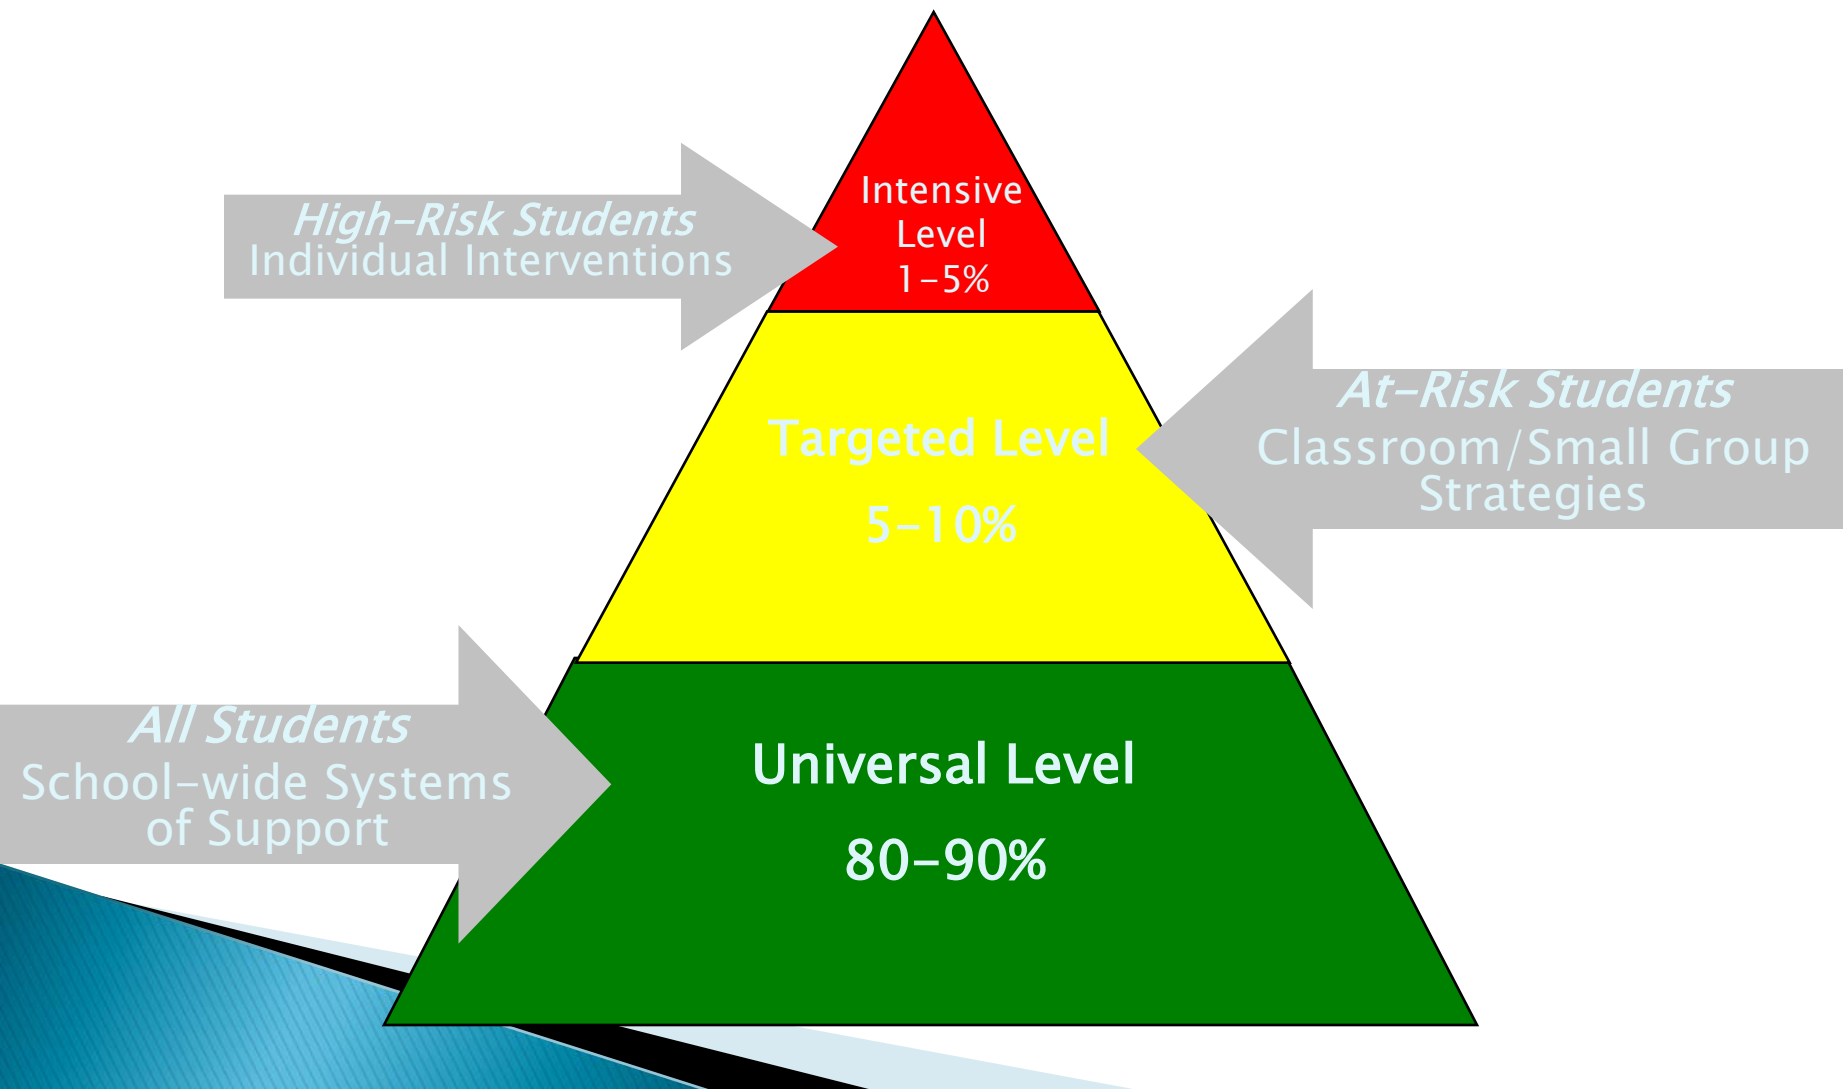 Intensive
Level
1-5%
High-Risk Students
Individual Interventions
Targeted Level
5-10%
At-Risk Students
Classroom/Small Group
Strategies
All Students
School-wide Systems
of Support
Universal Level
80-90%